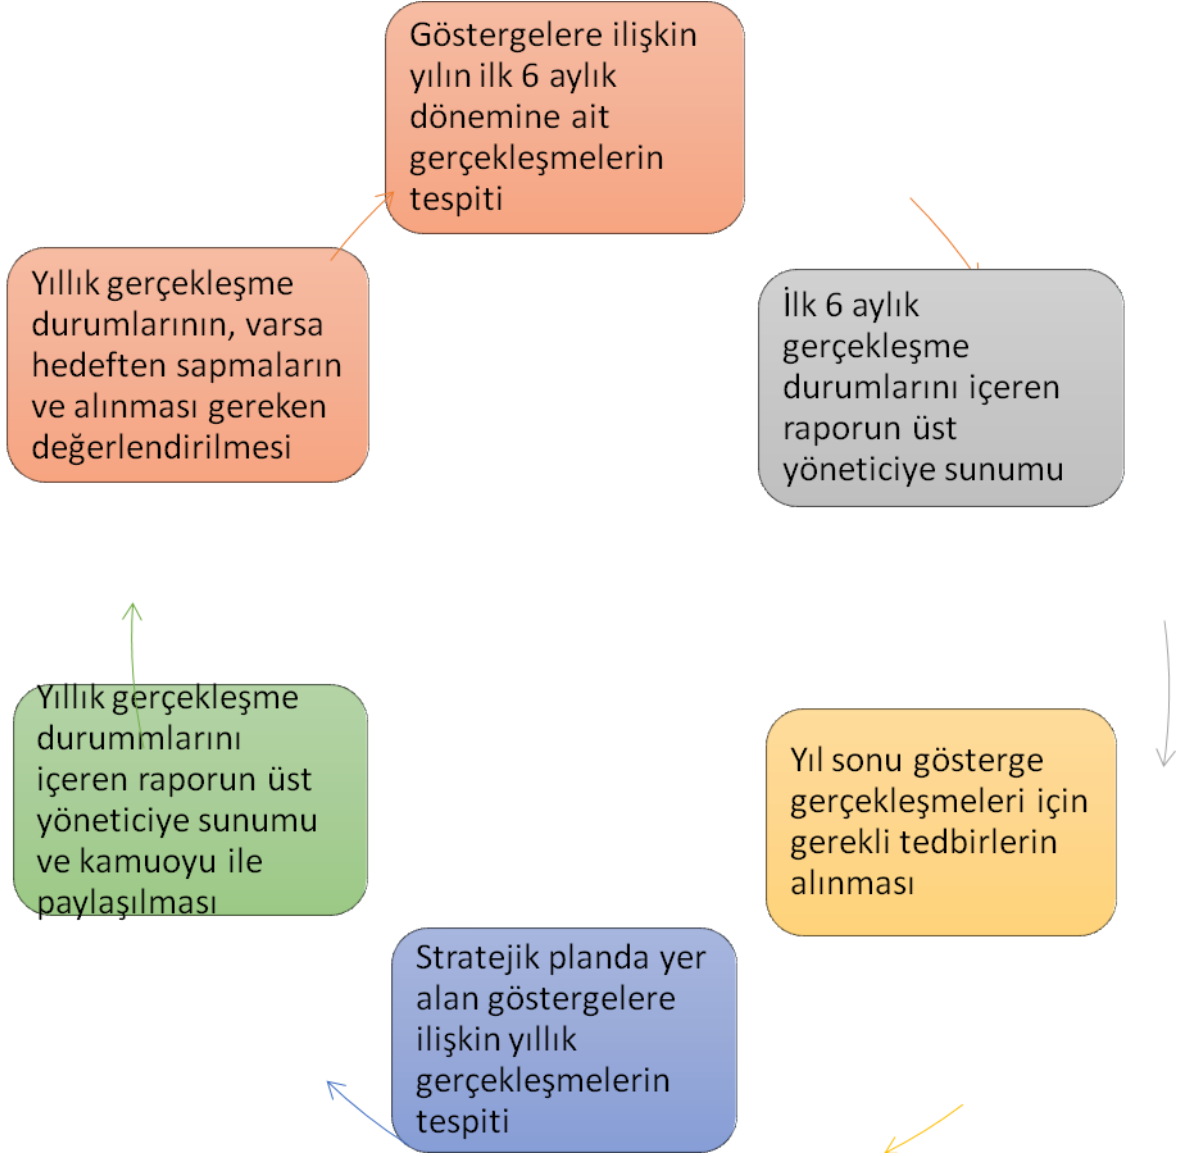 Göstergelere ilişkin
yılın ilk 6 aylık
dönemine ait
gerçekleşmelerin
tespiti
İlk 6 aylık
gerçekleşme
durumlarını içeren
raporun üst
yöneticiye sunumu
Yıl sonu gösterge
gerçekleşmeleri için
gerekli tedbirlerin
alınması
Stratejik planda yer
alan göstergelere
ilişkin yıllık
gerçekleşmelerin
tespiti
Yıllık gerçekleşme
durummlarını
içeren raporun üst
yöneticiye sunumu
ve kamuoyu ile
paylaşılması
Yıllık gerçekleşme
durumlarının, varsa
hedeften sapmaların
ve alınması gereken
değerlendirilmesi